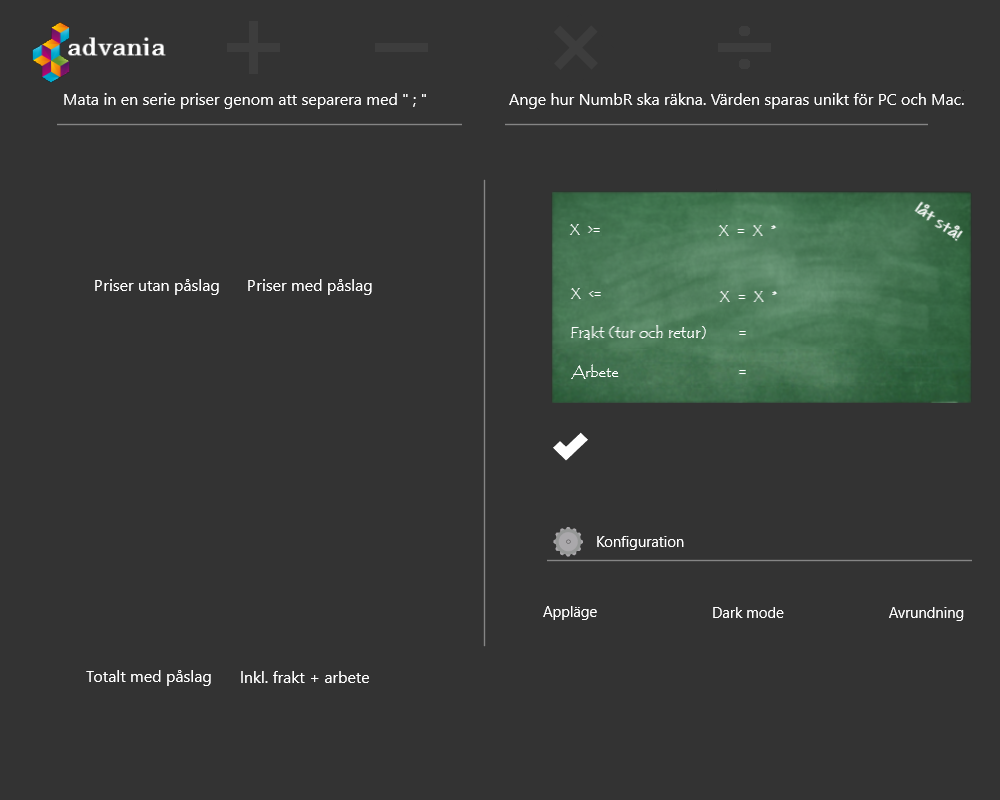 advania
+ − × ÷
Mata in en serie priser genom att separera med " ; "
Ange hur NumbR ska räkna. Värden sparas unikt för PC och Mac.
låt stå!
X >= X = X *
X <= X = X *
Frakt (tur och retur) =
Arbete =
Priser utan påslag Priser med påslag
Konfiguration
Appläge Dark mode Avrundning
Totalt med påslag Inkl. frakt + arbete